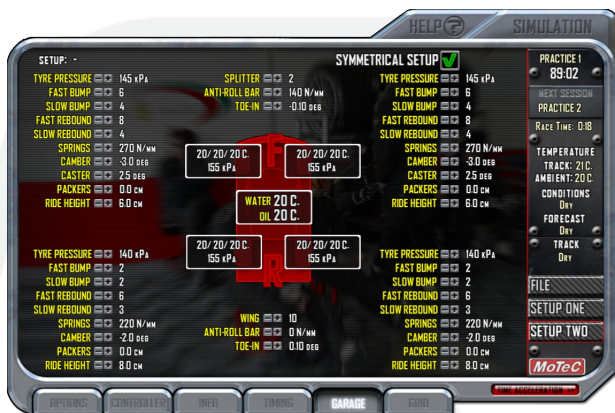 HELP ?
SIMULATION
SETUP: -
SYMMETRICAL SETUP
TYRE PRESSURE 145 KPA
FAST BUMP 6
SLOW BUMP 4
FAST REBOUND 8
SLOW REBOUND 4
SPRINGS 270 N/MM
CAMBER -3.0 DEG
CASTER 2.5 DEG
PACKERS 0.0 CM
RIDE HEIGHT 6.0 CM
SPLITTER 2
ANTI-ROLL BAR 140 N/MM
TOE-IN -0.10 DEG
TYRE PRESSURE 145 KPA
FAST BUMP 6
SLOW BUMP 4
FAST REBOUND 8
SLOW REBOUND 4
SPRINGS 270 N/MM
CAMBER -3.0 DEG
CASTER 2.5 DEG
PACKERS 0.0 CM
RIDE HEIGHT 6.0 CM
F
20/20/20 C.
155 KPA
20/20/20 C.
155 KPA
WATER 20 C.
OIL 20 C.
20/20/20 C.
155 KPA
20/20/20 C.
155 KPA
R
TYRE PRESSURE 140 KPA
FAST BUMP 2
SLOW BUMP 2
FAST REBOUND 6
SLOW REBOUND 3
SPRINGS 220 N/MM
CAMBER -2.0 DEG
PACKERS 0.0 CM
RIDE HEIGHT 8.0 CM
WING 10
ANTI-ROLL BAR 0 N/MM
TOE-IN 0.10 DEG
TYRE PRESSURE 140 KPA
FAST BUMP 2
SLOW BUMP 2
FAST REBOUND 6
SLOW REBOUND 3
SPRINGS 220 N/MM
CAMBER -2.0 DEG
PACKERS 0.0 CM
RIDE HEIGHT 8.0 CM
PRACTICE 1
89:02
NEXT SESSION
PRACTICE 2
RACE TIME: 0:18
TEMPERATURE
TRACK: 21 C.
AMBIENT: 20 C.
CONDITIONS
DRY
FORECAST
DRY
TRACK
DRY
FILE
SETUP ONE
SETUP TWO
MOTEC
TIME ACCELERATION
OPTIONS
CONTROLLER
INFO
TIMING
GARAGE
GRID